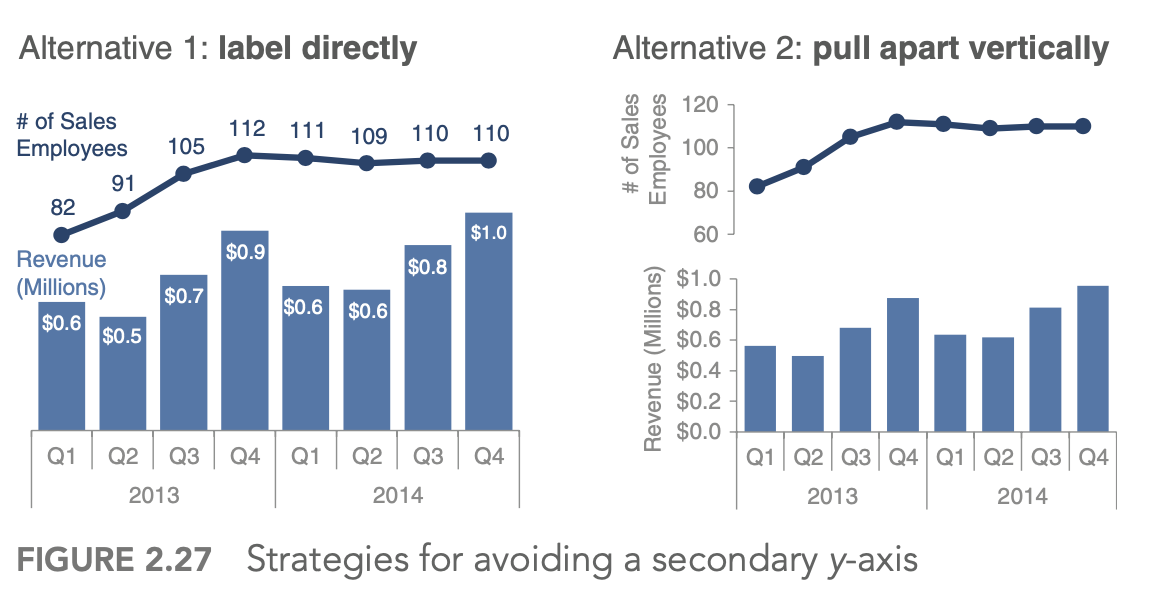 Alternative 1: label directly
# of Sales
Employees
82
91
105
112
111
109
110
110
Revenue
(Millions)
$0.6
$0.5
$0.7
$0.9
$0.6
$0.6
$0.8
$1.0
Q1 Q2 Q3 Q4 Q1 Q2 Q3 Q4
2013 2014
Alternative 2: pull apart vertically
# of Sales
Employees
120
100
80
60
Revenue (Millions)
$1.0
$0.8
$0.6
$0.4
$0.2
$0.0
Q1 Q2 Q3 Q4 Q1 Q2 Q3 Q4
2013 2014
FIGURE 2.27 Strategies for avoiding a secondary y-axis